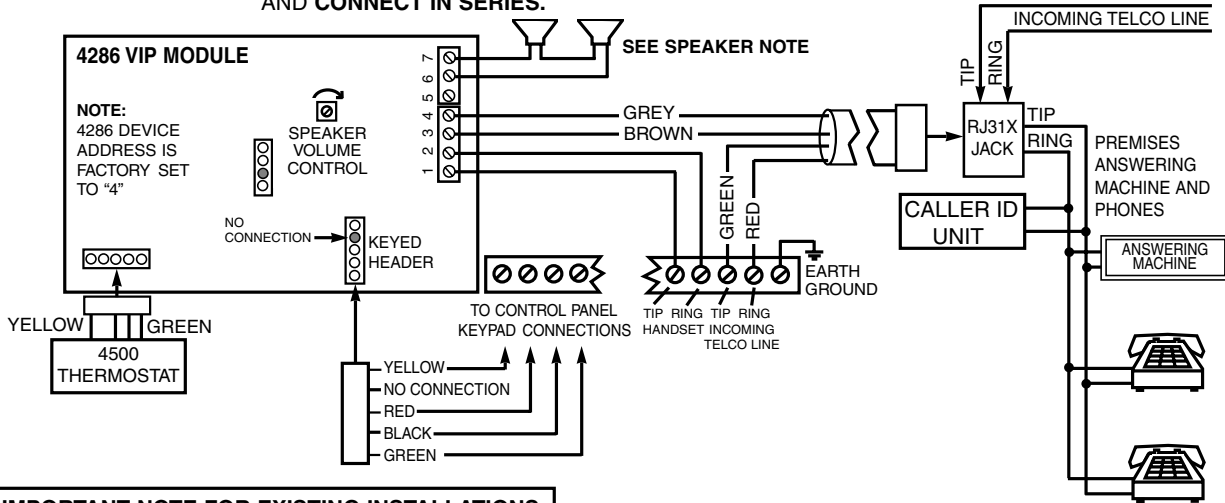 AND CONNECT IN SERIES.
INCOMING TELCO LINE
4286 VIP MODULE
SEE SPEAKER NOTE
TIP
RING
NOTE:
4286 DEVICE
ADDRESS IS
FACTORY SET
TO “4”
SPEAKER
VOLUME
CONTROL
7
6
5
4
3
2
1
GREY
BROWN
GREEN
RED
RJ31X
JACK
TIP
RING
PREMISES
ANSWERING
MACHINE AND
PHONES
CALLER ID
UNIT
ANSWERING
MACHINE
NO
CONNECTION
KEYED
HEADER
EARTH
GROUND
TO CONTROL PANEL
KEYPAD CONNECTIONS
TIP RING TIP RING
HANDSET INCOMING
TELCO LINE
YELLOW
GREEN
4500
THERMOSTAT
YELLOW
NO CONNECTION
RED
BLACK
GREEN
IMPORTANT NOTE FOR EXISTING INSTALLATIONS